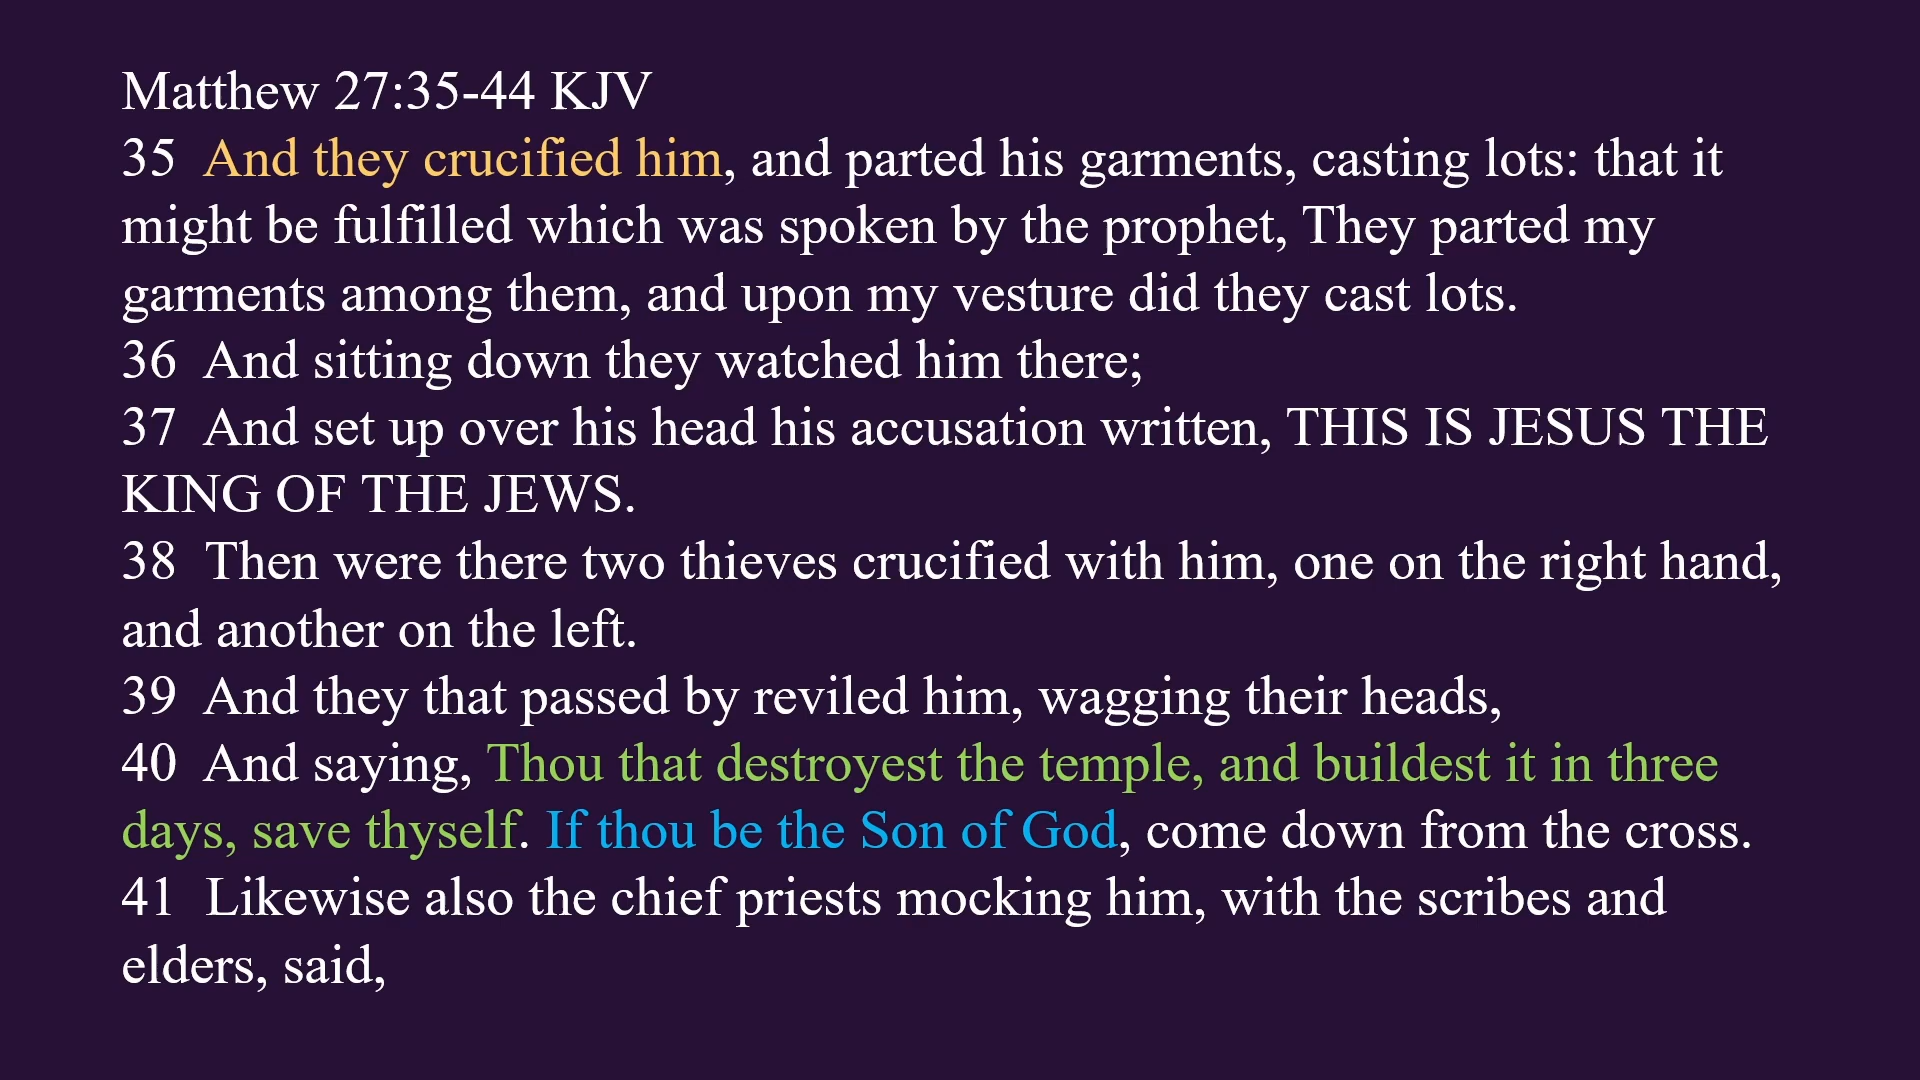 Matthew 27:35-44 KJV
35  And they crucified him, and parted his garments, casting lots: that it
might be fulfilled which was spoken by the prophet, They parted my
garments among them, and upon my vesture did they cast lots.
36  And sitting down they watched him there;
37  And set up over his head his accusation written, THIS IS JESUS THE
KING OF THE JEWS.
38  Then were there two thieves crucified with him, one on the right hand,
and another on the left.
39  And they that passed by reviled him, wagging their heads,
40  And saying, Thou that destroyest the temple, and buildest it in three
days, save thyself. If thou be the Son of God, come down from the cross.
41  Likewise also the chief priests mocking him, with the scribes and
elders, said,